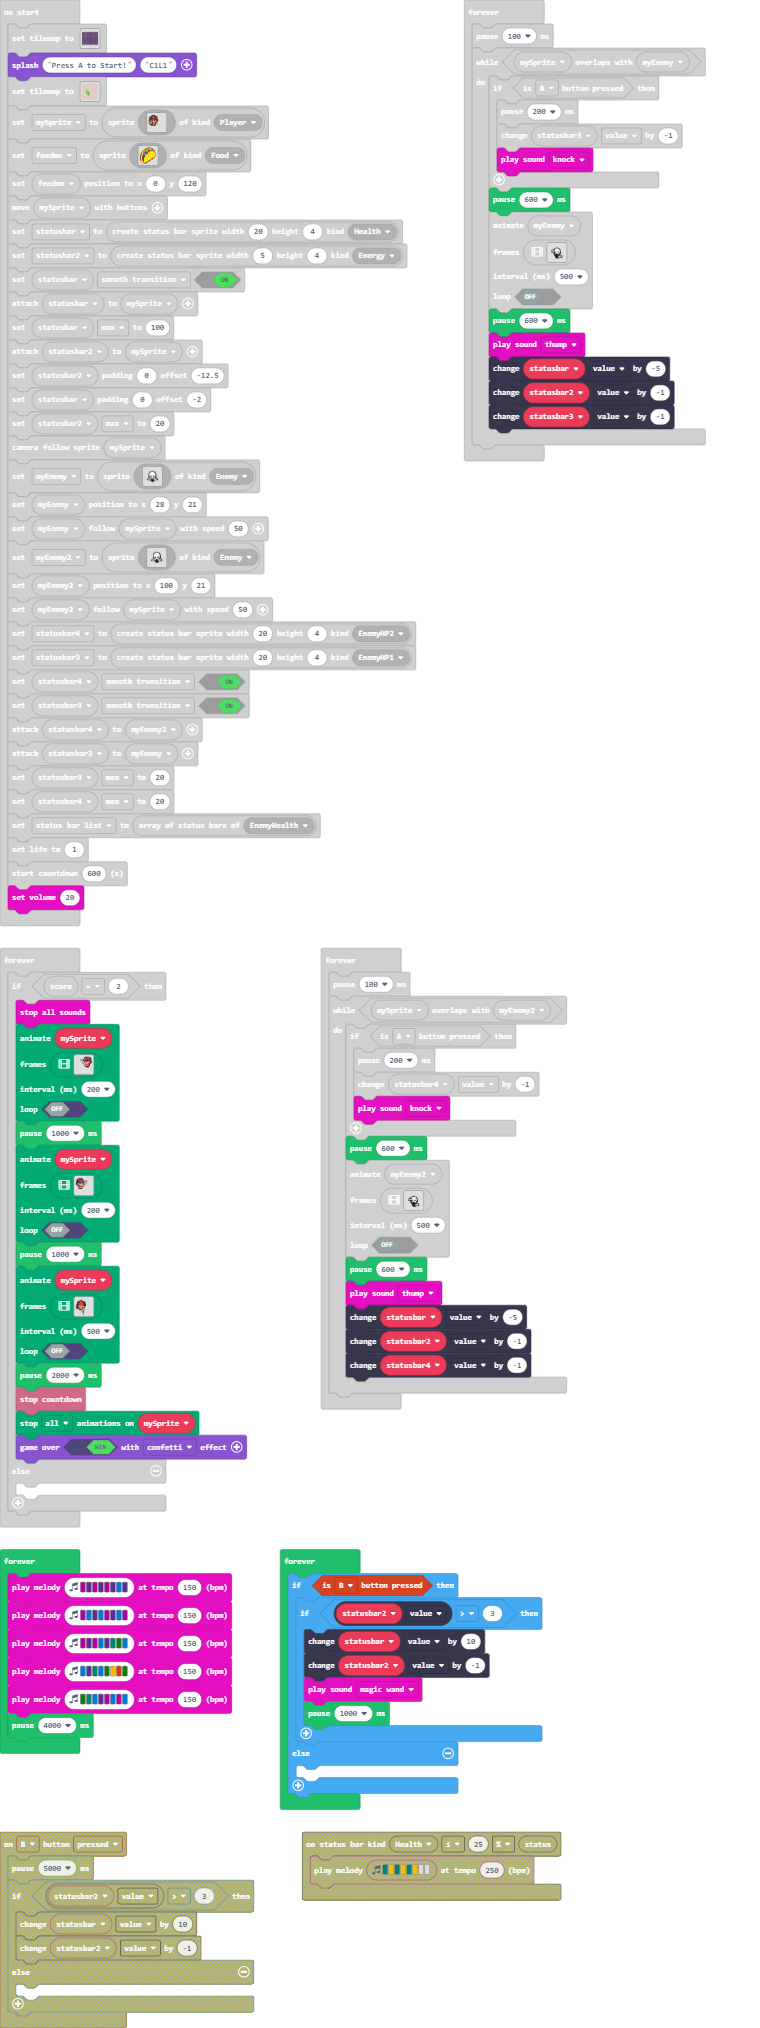 on start
set tilemap to
splash "Press A to Start!" "C1L1"
set tilemap to
set mySprite to sprite of kind Player
set feedme to sprite of kind Food
set feedme position to x 0 y 120
move mySprite with buttons
set statusbar to create status bar sprite width 20 height 4 kind Health
set statusbar2 to create status bar sprite width 5 height 4 kind Energy
set statusbar smooth transition ON
attach statusbar to mySprite
set statusbar max to 100
attach statusbar2 to mySprite
set statusbar2 padding 0 offset -12.5
set statusbar padding 0 offset -2
set statusbar2 max to 20
camera follow sprite mySprite
set myEnemy to sprite of kind Enemy
set myEnemy position to x 28 y 21
set myEnemy follow mySprite with speed 50
set myEnemy2 to sprite of kind Enemy
set myEnemy2 position to x 100 y 21
set myEnemy2 follow mySprite with speed 50
set statusbar4 to create status bar sprite width 20 height 4 kind EnemyHP2
set statusbar3 to create status bar sprite width 20 height 4 kind EnemyHP1
set statusbar4 smooth transition ON
set statusbar3 smooth transition ON
attach statusbar4 to myEnemy2
attach statusbar3 to myEnemy
set statusbar3 max to 20
set statusbar4 max to 20
set status bar list to array of status bars of EnemyHealth
set life to 1
start countdown 600 (s)
set volume 20
forever
pause 100 ms
while mySprite overlaps with myEnemy
do
if is A button pressed then
pause 200 ms
change statusbar3 value by -1
play sound knock
pause 600 ms
animate myEnemy
frames
interval (ms) 500
loop OFF
pause 600 ms
play sound thump
change statusbar value by -5
change statusbar2 value by -1
change statusbar3 value by -1
forever
if score = 2 then
stop all sounds
animate mySprite
frames
interval (ms) 200
loop OFF
pause 1000 ms
animate mySprite
frames
interval (ms) 200
loop OFF
pause 1000 ms
animate mySprite
frames
interval (ms) 500
loop OFF
pause 2000 ms
stop countdown
stop all animations on mySprite
game over WIN with confetti effect
else
forever
pause 100 ms
while mySprite overlaps with myEnemy2
do
if is A button pressed then
pause 200 ms
change statusbar4 value by -1
play sound knock
pause 600 ms
animate myEnemy2
frames
interval (ms) 500
loop OFF
pause 600 ms
play sound thump
change statusbar value by -5
change statusbar2 value by -1
change statusbar4 value by -1
forever
play melody at tempo 150 (bpm)
play melody at tempo 150 (bpm)
play melody at tempo 150 (bpm)
play melody at tempo 150 (bpm)
play melody at tempo 150 (bpm)
pause 4000 ms
forever
if is B button pressed then
if statusbar2 value > 3 then
change statusbar value by 10
change statusbar2 value by -1
play sound magic wand
pause 1000 ms
else
on B button pressed
pause 5000 ms
if statusbar2 value > 3 then
change statusbar value by 10
change statusbar2 value by -1
else
on status bar kind Health ≤ 25 % status
play melody at tempo 250 (bpm)